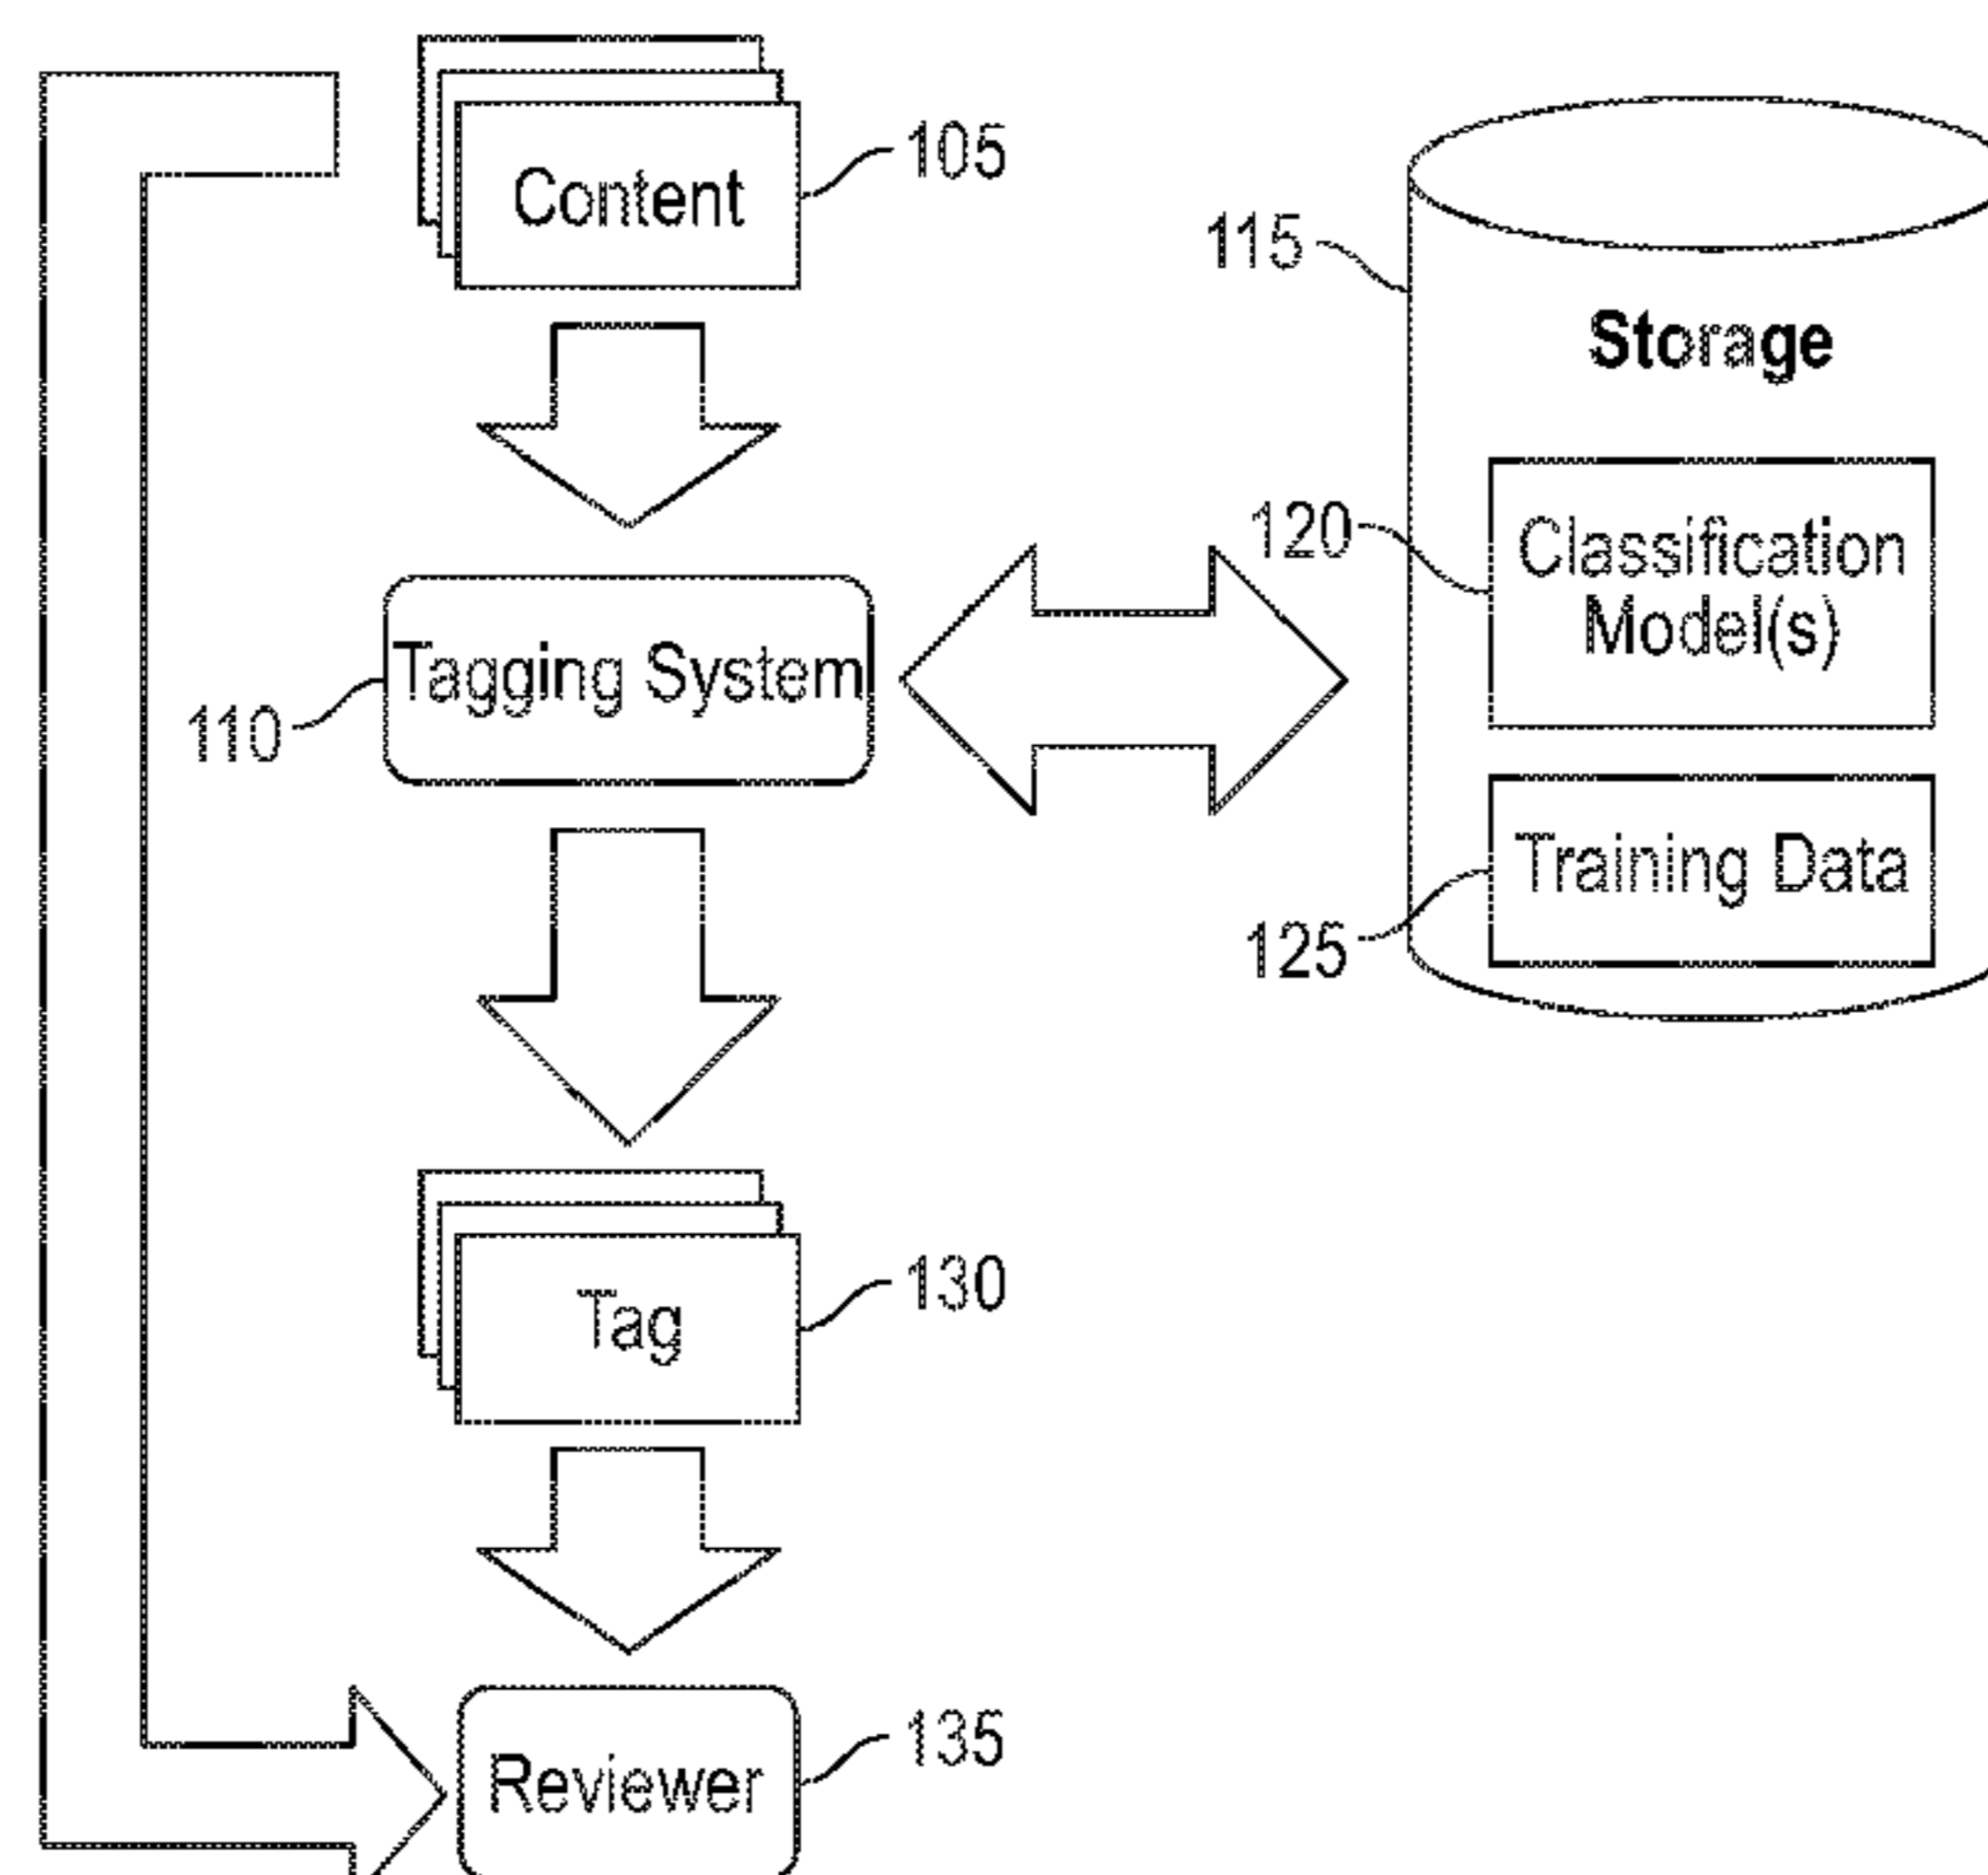 Content
105
115
Storage
120
Classification
Model(s)
Tagging System
110
Training Data
125
Tag
130
Reviewer
135